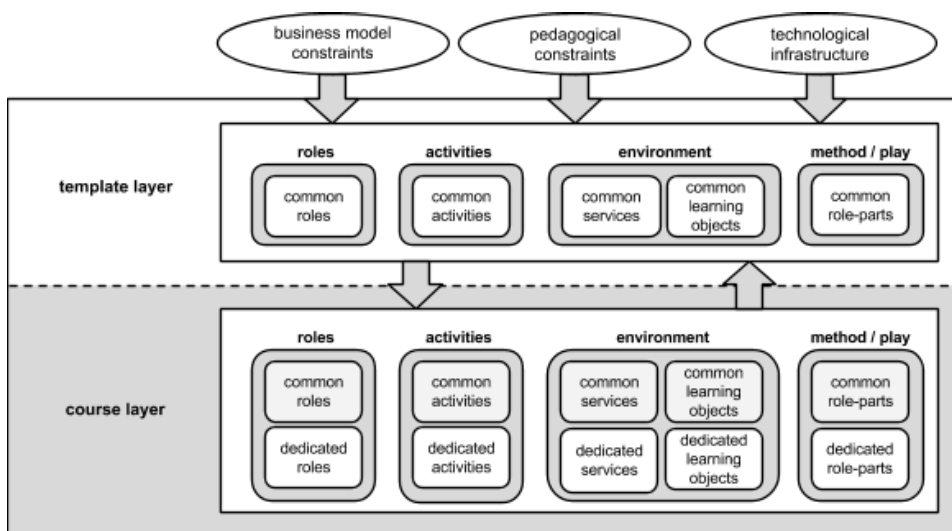 business model
constraints
pedagogical
constraints
technological
infrastructure
template layer
roles
activities
environment
method / play
common
roles
common
activities
common
services
common
learning
objects
common
role-parts
course layer
roles
activities
environment
method / play
common
roles
common
activities
common
services
common
learning
objects
common
role-parts
dedicated
roles
dedicated
activities
dedicated
services
dedicated
learning
objects
dedicated
role-parts